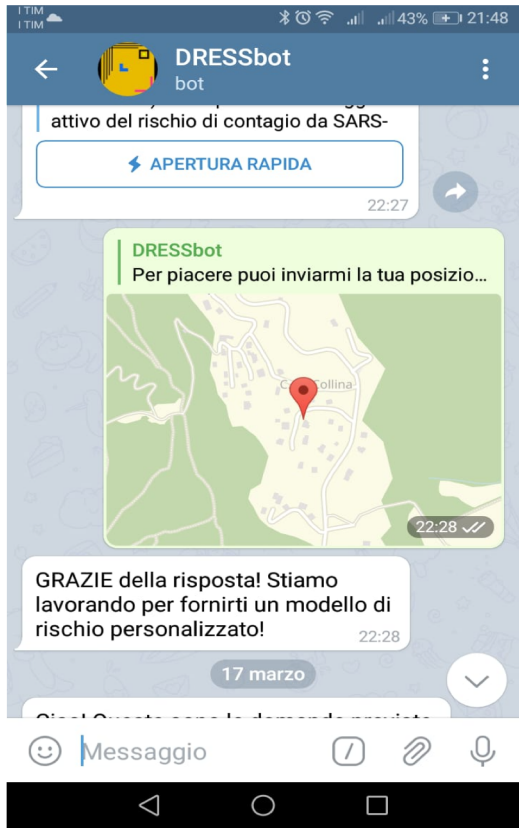 I TIM
I TIM
43%
21:48
DRESSbot
bot
attivo del rischio di contagio da SARS-
APERTURA RAPIDA
22:27
DRESSbot
Per piacere puoi inviarmi la tua posizio...
Collina
22:28
GRAZIE della risposta! Stiamo
lavorando per fornirti un modello di
rischio personalizzato!
22:28
17 marzo
Messaggio